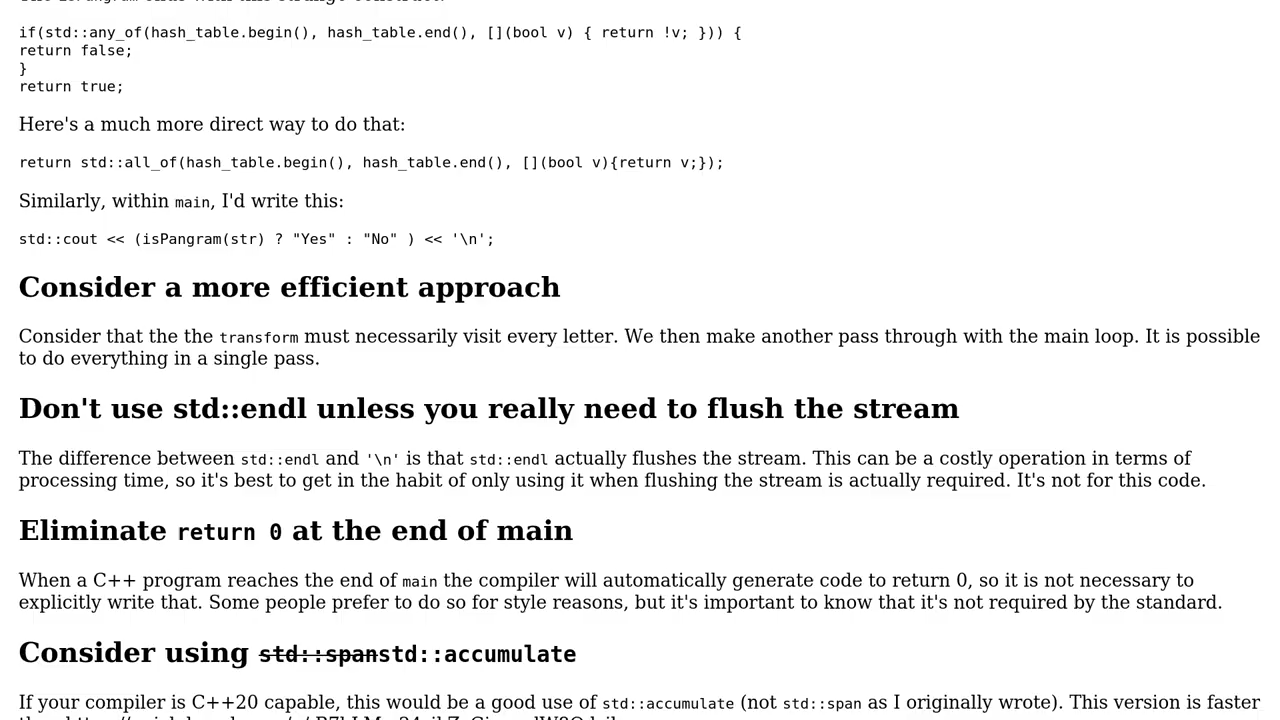 if(std::any_of(hash_table.begin(), hash_table.end(), [](bool v) { return !v; })) {
return false;
}
return true;
Here's a much more direct way to do that:
return std::all_of(hash_table.begin(), hash_table.end(), [](bool v){return v;});
Similarly, within main, I'd write this:
std::cout << (isPangram(str) ? "Yes" : "No" ) << '\n';
Consider a more efficient approach
Consider that the the transform must necessarily visit every letter. We then make another pass through with the main loop. It is possible
to do everything in a single pass.
Don't use std::endl unless you really need to flush the stream
The difference between std::endl and '\n' is that std::endl actually flushes the stream. This can be a costly operation in terms of
processing time, so it's best to get in the habit of only using it when flushing the stream is actually required. It's not for this code.
Eliminate return 0 at the end of main
When a C++ program reaches the end of main the compiler will automatically generate code to return 0, so it is not necessary to
explicitly write that. Some people prefer to do so for style reasons, but it's important to know that it's not required by the standard.
Consider using std::spanstd::accumulate
If your compiler is C++20 capable, this would be a good use of std::accumulate (not std::span as I originally wrote). This version is faster